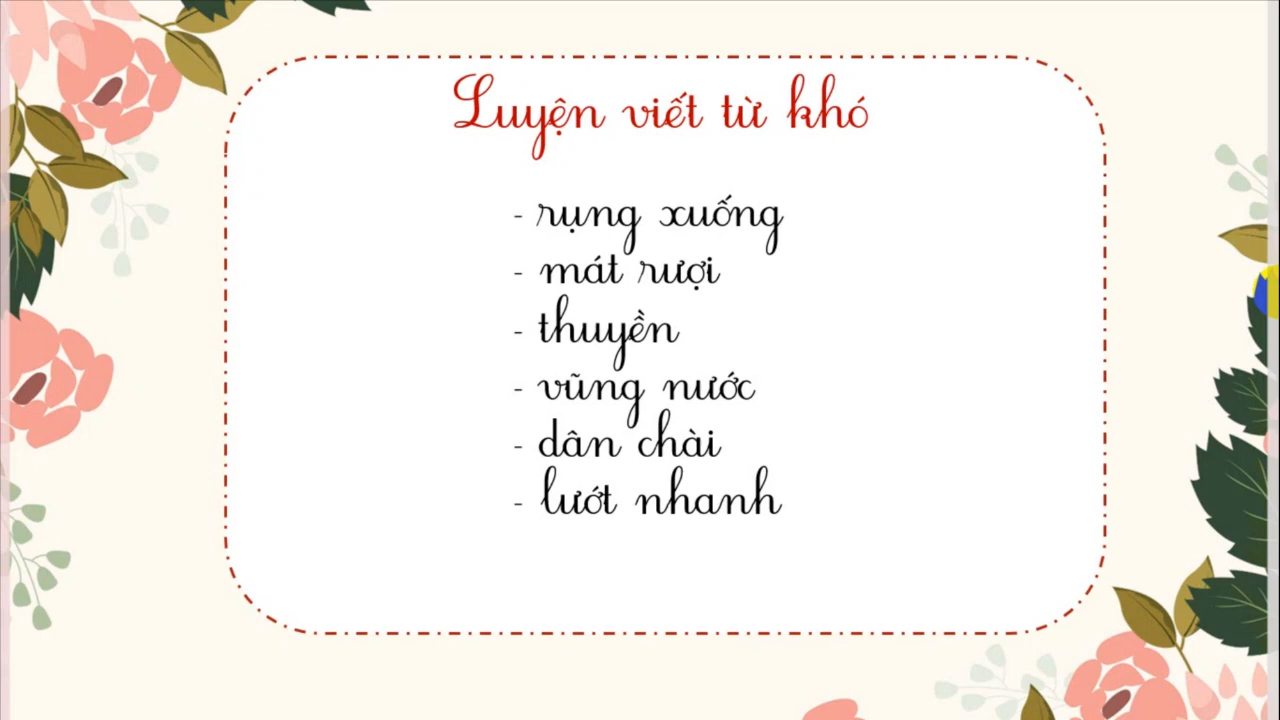 Luyện viết từ khó
- rụng xuống
- mát rượi
- thuyền
- vũng nước
- dân chài
- lướt nhanh